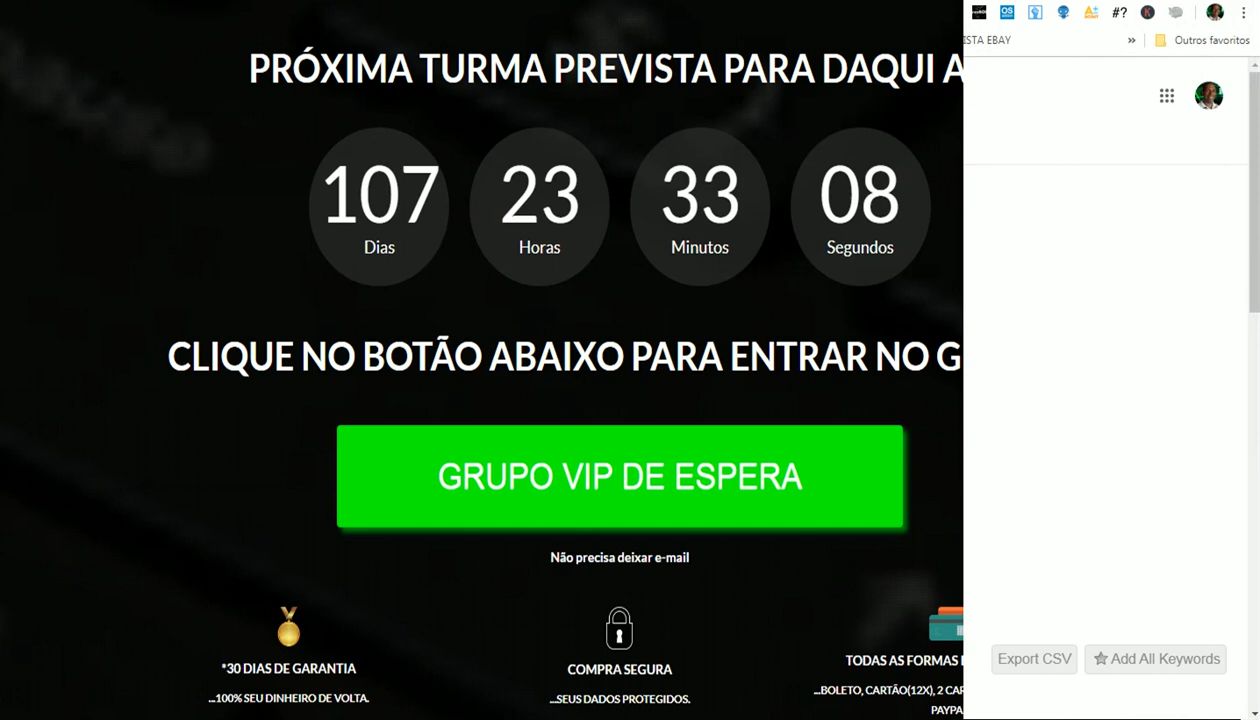 PRÓXIMA TURMA PREVISTA PARA DAQUI A
107
23
33
08
Dias
Horas
Minutos
Segundos
CLIQUE NO BOTÃO ABAIXO PARA ENTRAR NO G
GRUPO VIP DE ESPERA
Não precisa deixar e-mail
*30 DIAS DE GARANTIA
...100% SEU DINHEIRO DE VOLTA.
COMPRA SEGURA
...SEUS DADOS PROTEGIDOS.
TODAS AS FORMAS
...BOLETO, CARTÃO(12X), 2 CAR
PAYPA
OS
#?
K
ISTA EBAY
»
Outros favoritos
Export CSV
Add All Keywords